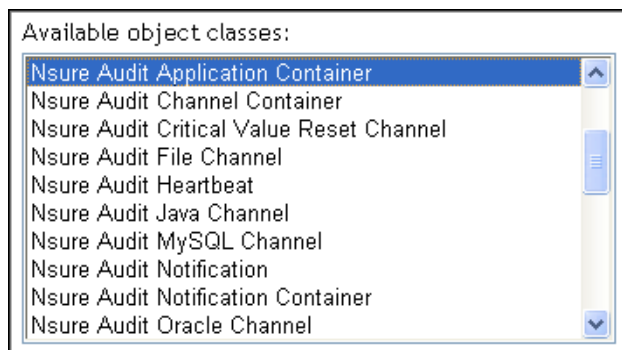 Available object classes:
Nsure Audit Application Container
Nsure Audit Channel Container
Nsure Audit Critical Value Reset Channel
Nsure Audit File Channel
Nsure Audit Heartbeat
Nsure Audit Java Channel
Nsure Audit MySQL Channel
Nsure Audit Notification
Nsure Audit Notification Container
Nsure Audit Oracle Channel